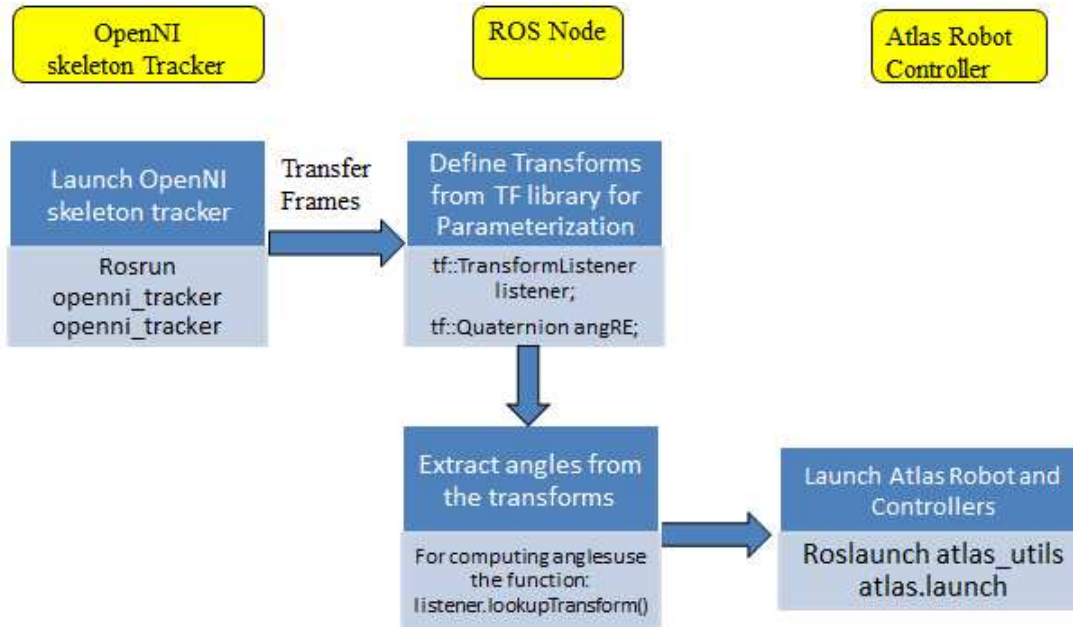 OpenNI
skeleton Tracker
ROS Node
Atlas Robot
Controller
Launch OpenNI
skeleton tracker
Rosrun
openni_tracker
openni_tracker
Transfer
Frames
Define Transforms
from TF library for
Parameterization
tf::TransformListener
listener;
tf::Quaternion angRE;
Extract angles from
the transforms
For computing anglesuse
the function:
listener.lookupTransform()
Launch Atlas Robot and
Controllers
Roslaunch atlas_utils
atlas.launch